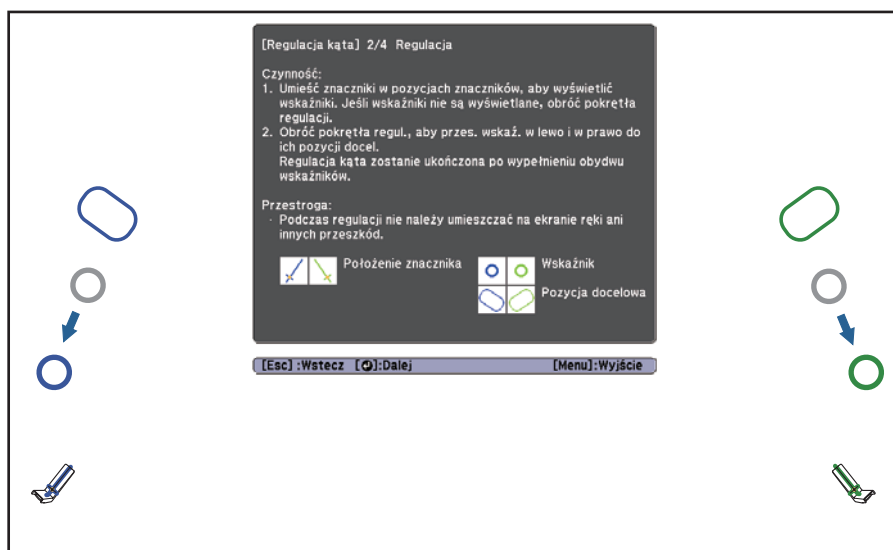 [Regulacja kąta] 2/4 Regulacja
Czynność:
1. Umieść znaczniki w pozycjach znaczników, aby wyświetlić
wskaźniki. Jeśli wskaźniki nie są wyświetlane, obróć pokrętła
regulacji.
2. Obróć pokrętła regul., aby przes. wskaź. w lewo i w prawo do
ich pozycji docel.
Regulacja kąta zostanie ukończona po wypełnieniu obydwu
wskaźników.
Przestroga:
· Podczas regulacji nie należy umieszczać na ekranie ręki ani
innych przeszkód.
Położenie znacznika
Wskaźnik
Pozycja docelowa
[Esc] :Wstecz [⏎]:Dalej [Menu]:Wyjście